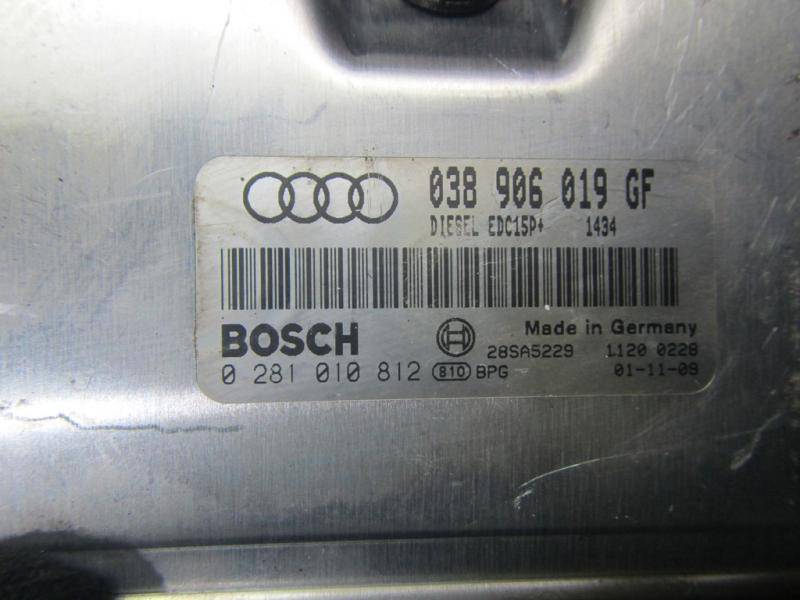 038 906 019 GF
DIESEL EDC15P+ 1434
BOSCH Made in Germany
28SA5229 1120 0228
0 281 010 812 810 BPG 01-11-09